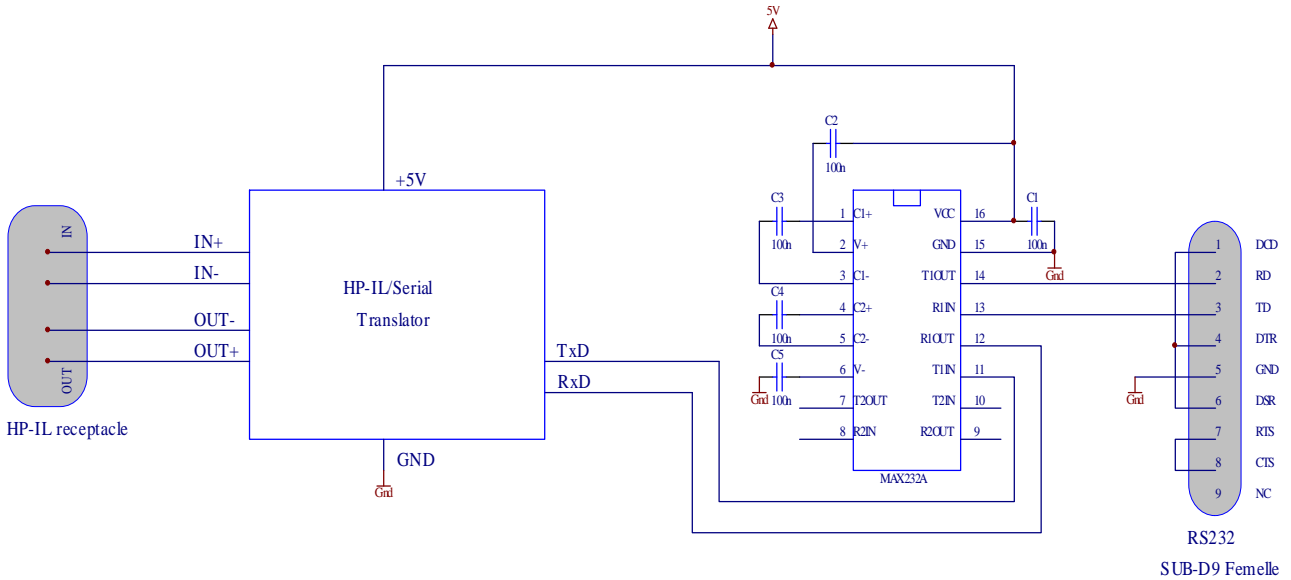 5V
C2
100n
+5V
C3
100n
C4
100n
C5
100n
Gnd
1 C1+ VCC 16
2 V+ GND 15
3 C1- T1OUT 14
4 C2+ R1IN 13
5 C2- R1OUT 12
6 V- T1IN 11
7 T2OUT T2IN 10
8 R2IN R2OUT 9
MAX232A
C1
100n
Gnd
IN
OUT
HP-IL receptacle
IN+
IN-
OUT-
OUT+
HP-IL/Serial
Translator
TxD
RxD
GND
Gnd
Gnd
1 DCD
2 RD
3 TD
4 DTR
5 GND
6 DSR
7 RTS
8 CTS
9 NC
RS232
SUB-D9 Femelle